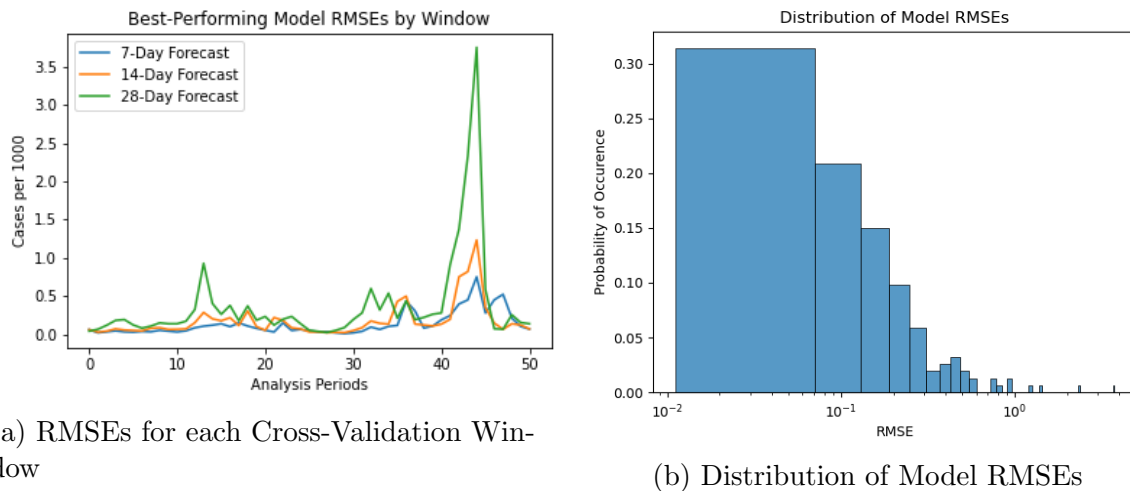 Best-Performing Model RMSEs by Window
7-Day Forecast
14-Day Forecast
28-Day Forecast
Cases per 1000
3.5
3.0
2.5
2.0
1.5
1.0
0.5
0.0
0 10 20 30 40 50
Analysis Periods
a) RMSEs for each Cross-Validation Win-
dow
Distribution of Model RMSEs
Probability of Occurence
0.30
0.25
0.20
0.15
0.10
0.05
0.00
10⁻² 10⁻¹ 10⁰
RMSE
(b) Distribution of Model RMSEs